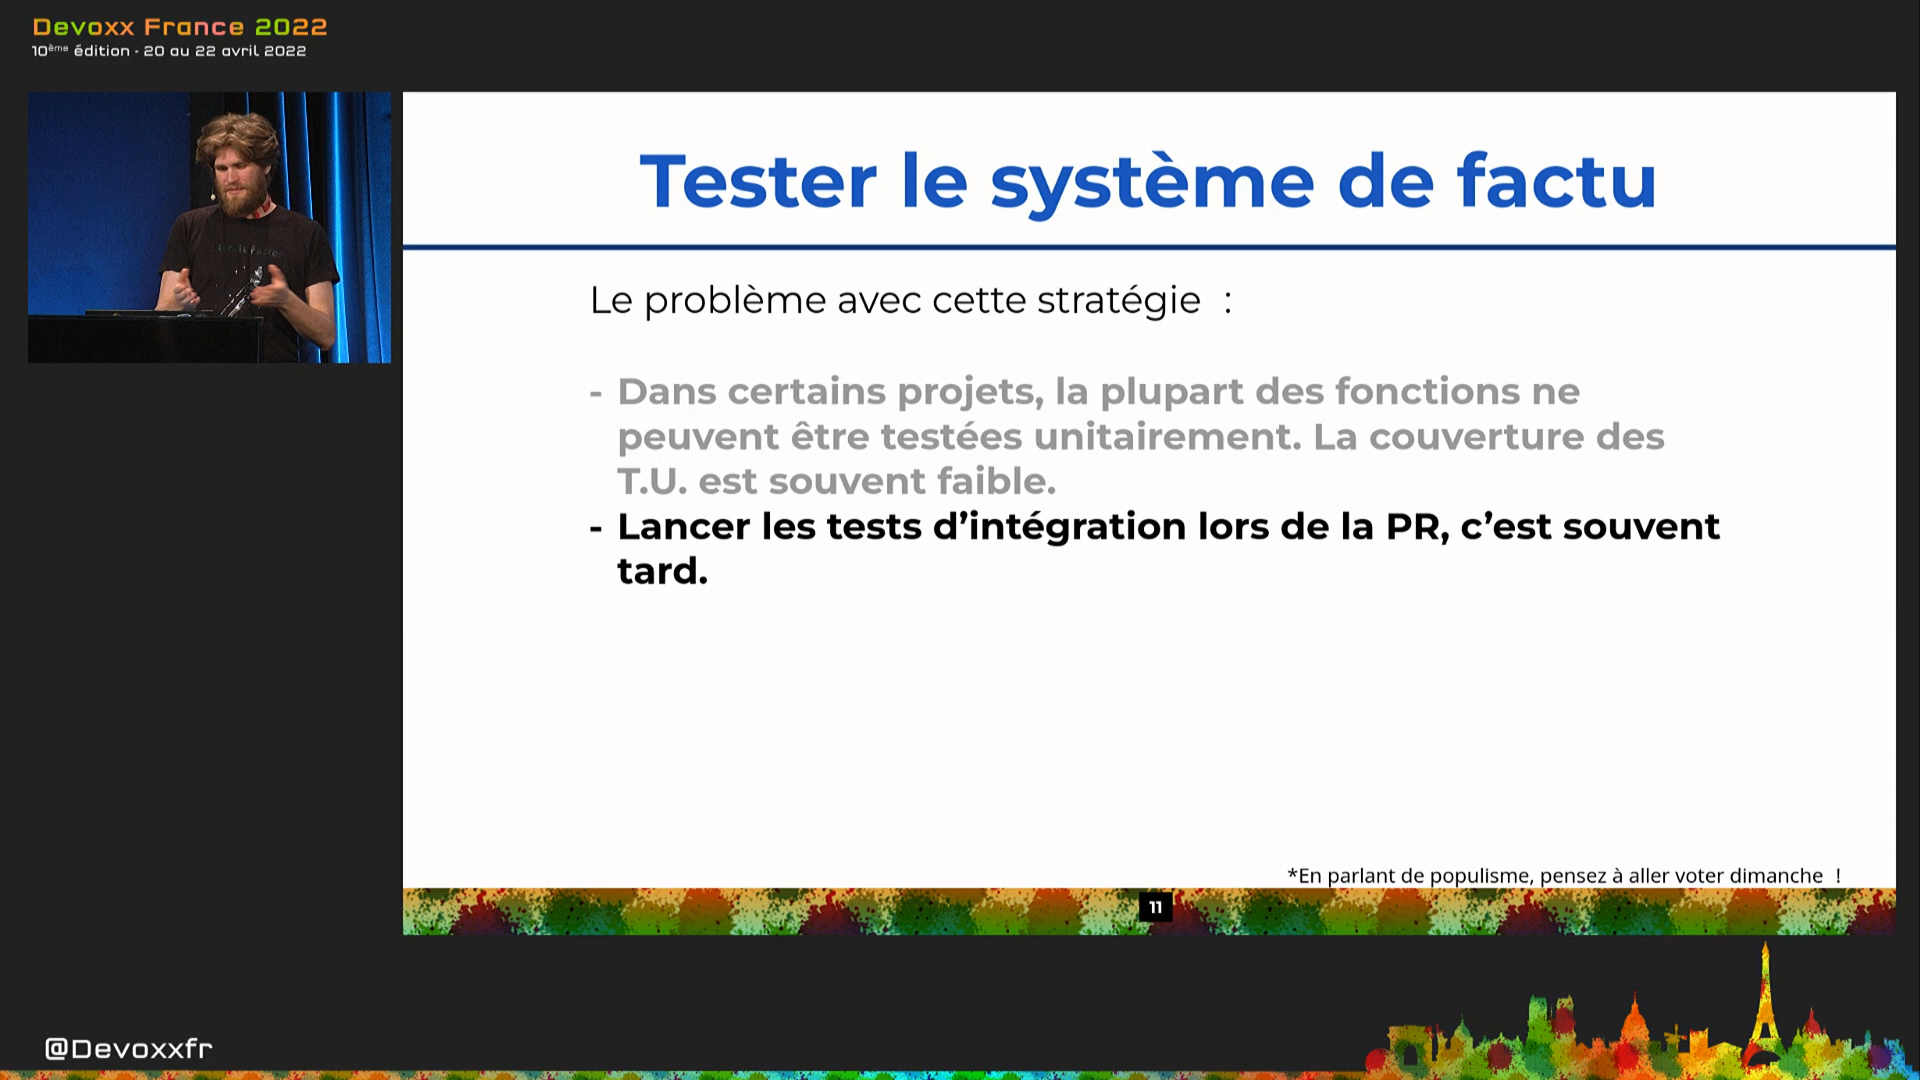 Devoxx France 2022
10ème édition - 20 au 22 avril 2022
Tester le système de factu
Le problème avec cette stratégie :
- Dans certains projets, la plupart des fonctions ne
peuvent être testées unitairement. La couverture des
T.U. est souvent faible.
- Lancer les tests d’intégration lors de la PR, c’est souvent
tard.
*En parlant de populisme, pensez à aller voter dimanche !
11
@Devoxxfr